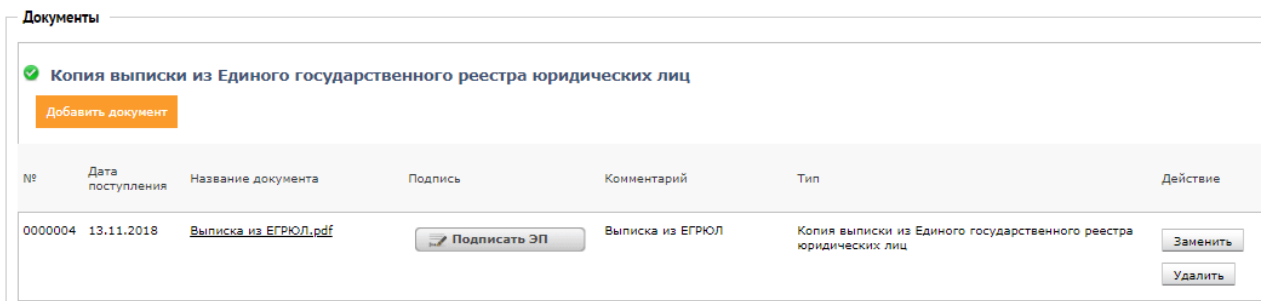 Документы
Копия выписки из Единого государственного реестра юридических лиц
Добавить документ
№ Дата поступления Название документа Подпись Комментарий Тип Действие
0000004 13.11.2018 Выписка из ЕГРЮЛ.pdf Подписать ЭП Выписка из ЕГРЮЛ Копия выписки из Единого государственного реестра юридических лиц Заменить
Удалить